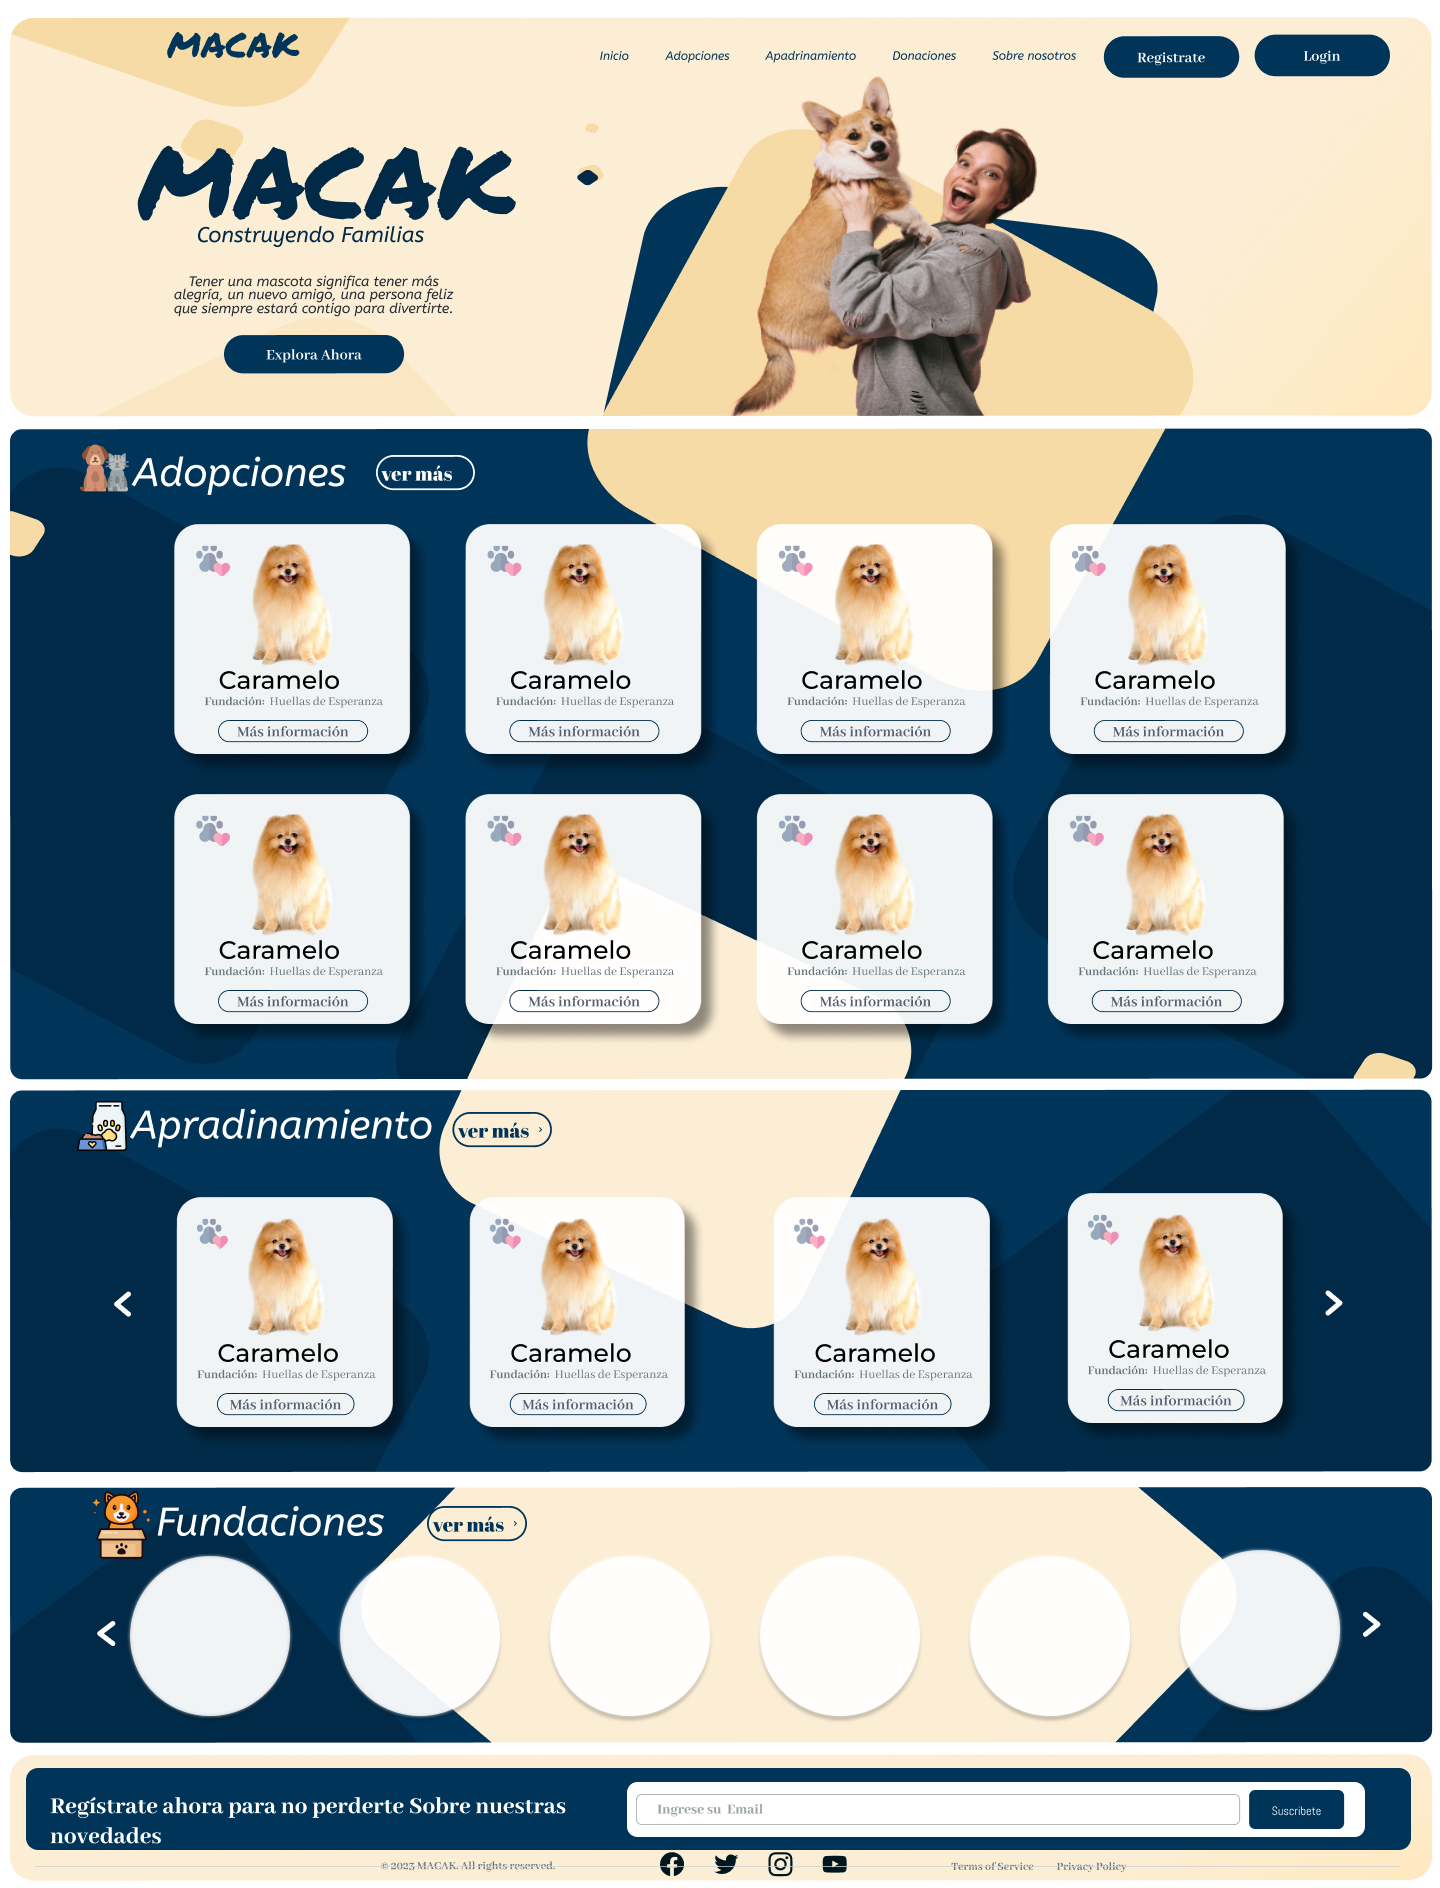 MACAK
Inicio Adopciones Apadrinamiento Donaciones Sobre nosotros Registrate Login
MACAK
Construyendo Familias
Tener una mascota significa tener más
alegría, un nuevo amigo, una persona feliz
que siempre estará contigo para divertirte.
Explora Ahora
Adopciones ver más
Caramelo Caramelo Caramelo Caramelo
Fundación: Huellas de Esperanza Fundación: Huellas de Esperanza Fundación: Huellas de Esperanza Fundación: Huellas de Esperanza
Más información Más información Más información Más información
Caramelo Caramelo Caramelo Caramelo
Fundación: Huellas de Esperanza Fundación: Huellas de Esperanza Fundación: Huellas de Esperanza Fundación: Huellas de Esperanza
Más información Más información Más información Más información
Apradinamiento ver más >
Caramelo Caramelo Caramelo Caramelo
Fundación: Huellas de Esperanza Fundación: Huellas de Esperanza Fundación: Huellas de Esperanza Fundación: Huellas de Esperanza
Más información Más información Más información Más información
Fundaciones ver más >
Regístrate ahora para no perderte Sobre nuestras
novedades
Ingrese su Email Suscribete
© 2023 MACAK. All rights reserved. Terms of Service Privacy Policy